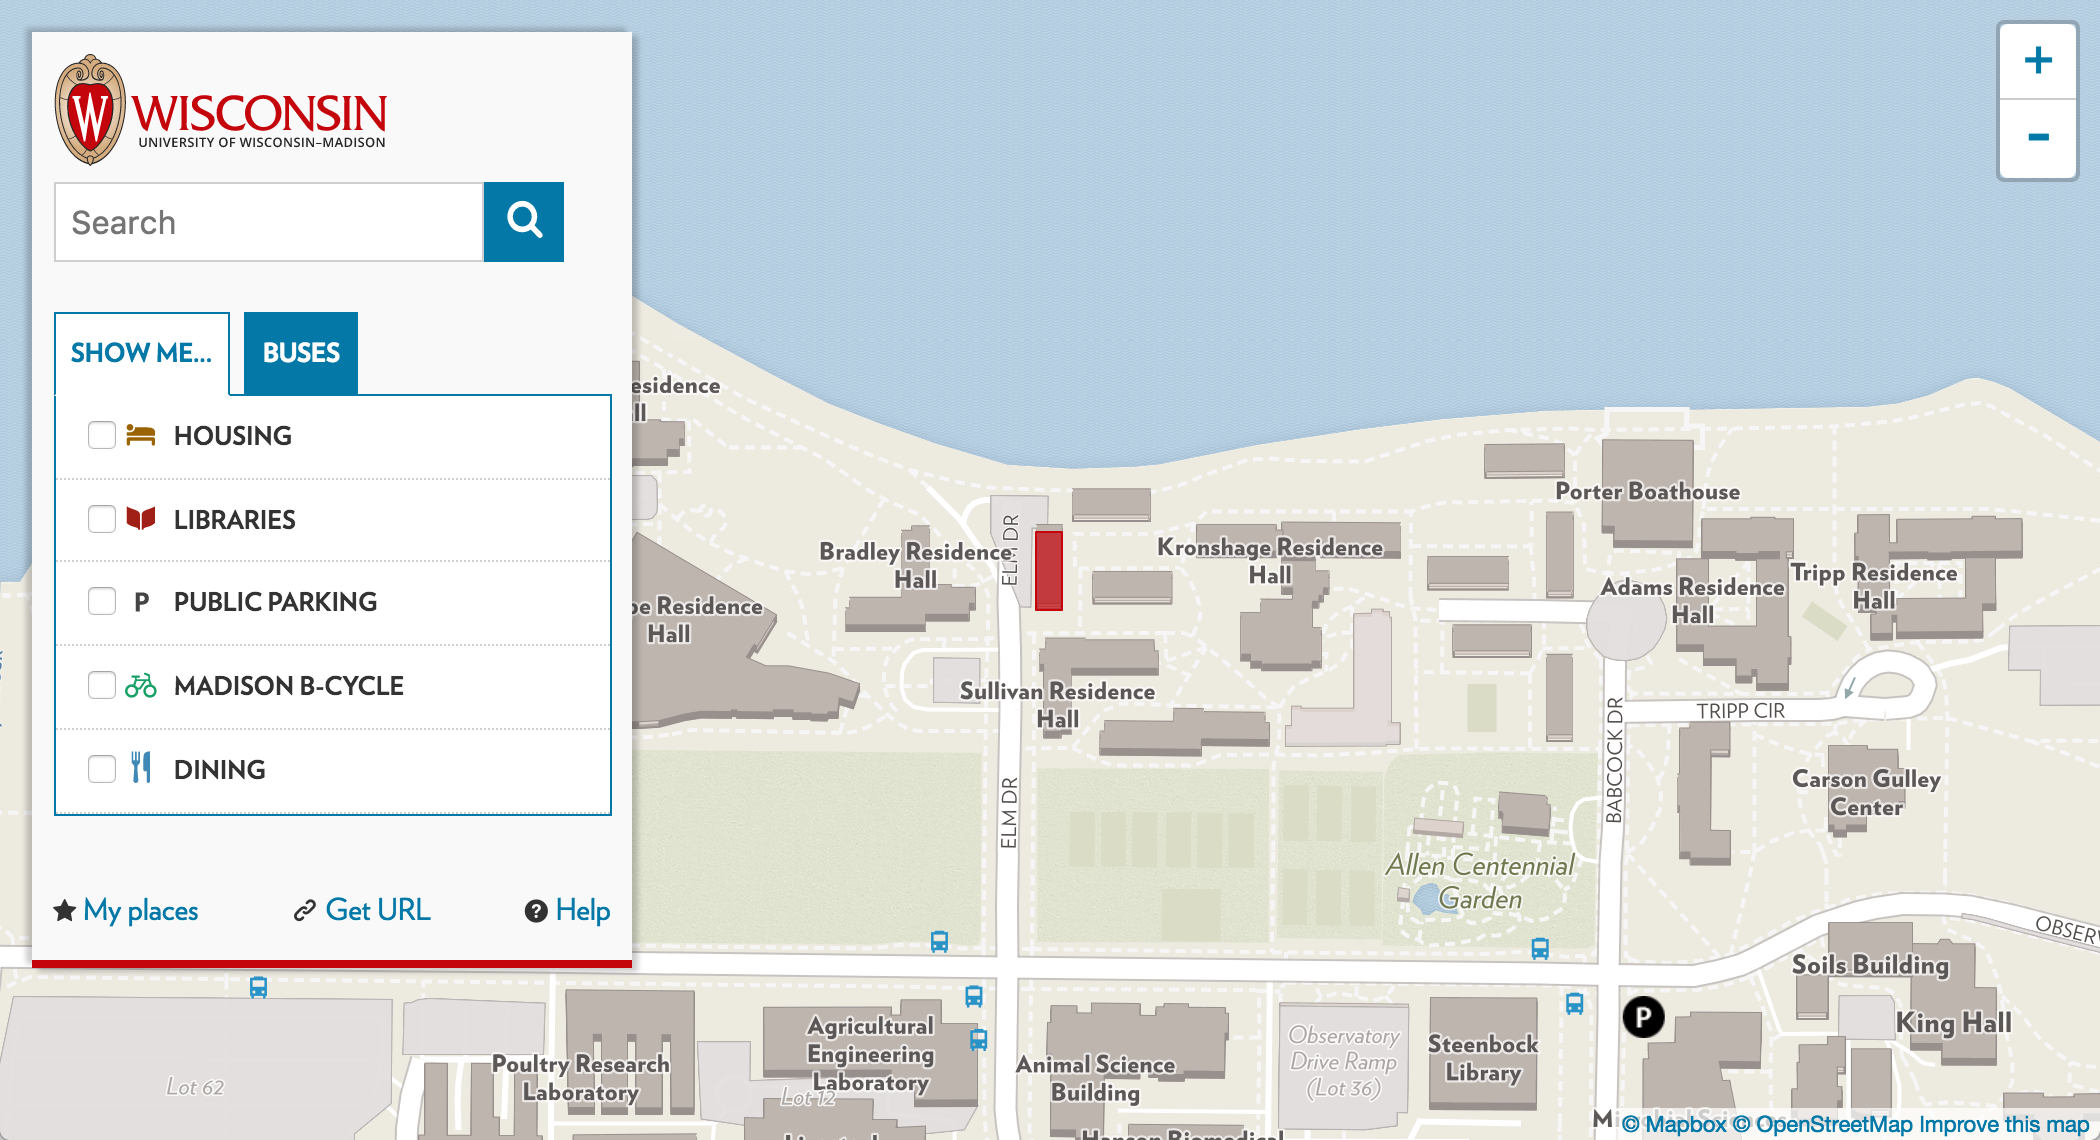 W
WISCONSIN
UNIVERSITY OF WISCONSIN–MADISON
Search
SHOW ME...
BUSES
HOUSING
LIBRARIES
P
PUBLIC PARKING
MADISON B-CYCLE
DINING
My places
Get URL
? Help
+
-
esidence
ll
Bradley Residence
Hall
ELM DR
Kronshage Residence
Hall
Porter Boathouse
Adams Residence
Hall
Tripp Residence
Hall
pe Residence
Hall
Sullivan Residence
Hall
TRIPP CIR
BABCOCK DR
ELM DR
Carson Gulley
Center
Allen Centennial
Garden
OBSERV
Soils Building
King Hall
P
Agricultural
Engineering
Laboratory
Poultry Research
Laboratory
Lot 62
Lot 12
Animal Science
Building
Observatory
Drive Ramp
(Lot 36)
Steenbock
Library
© Mapbox © OpenStreetMap Improve this map